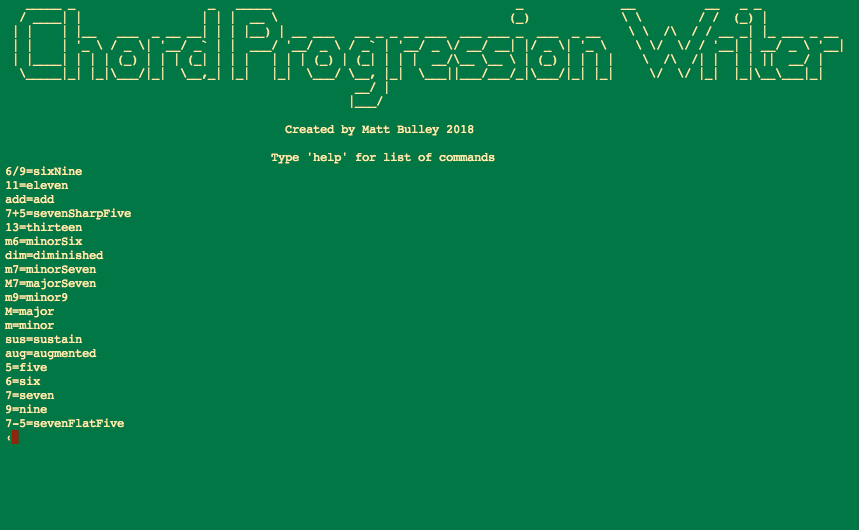 Chord Progression Writer
Created by Matt Bulley 2018
Type 'help' for list of commands
6/9=sixNine
11=eleven
add=add
7+5=sevenSharpFive
13=thirteen
m6=minorSix
dim=diminished
m7=minorSeven
M7=majorSeven
m9=minor9
M=major
m=minor
sus=sustain
aug=augmented
5=five
6=six
7=seven
9=nine
7-5=sevenFlatFive